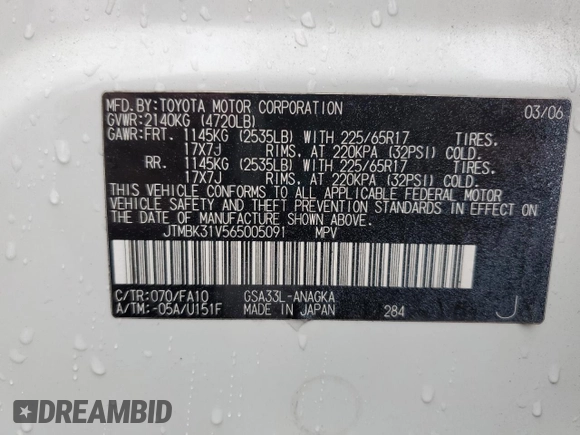 MFD.BY:TOYOTA MOTOR CORPORATION 03/06
GVWR:2140KG (4720LB)
GAWR:FRT. 1145KG (2535LB) WITH 225/65R17 TIRES.
17X7J RIMS. AT 220KPA (32PSI) COLD.
RR. 1145KG (2535LB) WITH 225/65R17 TIRES.
17X7J RIMS. AT 220KPA (32PSI) COLD.
THIS VEHICLE CONFORMS TO ALL APPLICABLE FEDERAL MOTOR
VEHICLE SAFETY AND THEFT PREVENTION STANDARDS IN EFFECT
ON THE DATE OF MANUFACTURE SHOWN ABOVE.
JTMBK31V565005091 MPV
C/TR:070/FA10 GSA33L-ANAGKA
A/TM:-05A/U151F MADE IN JAPAN 284 J
DREAMBID